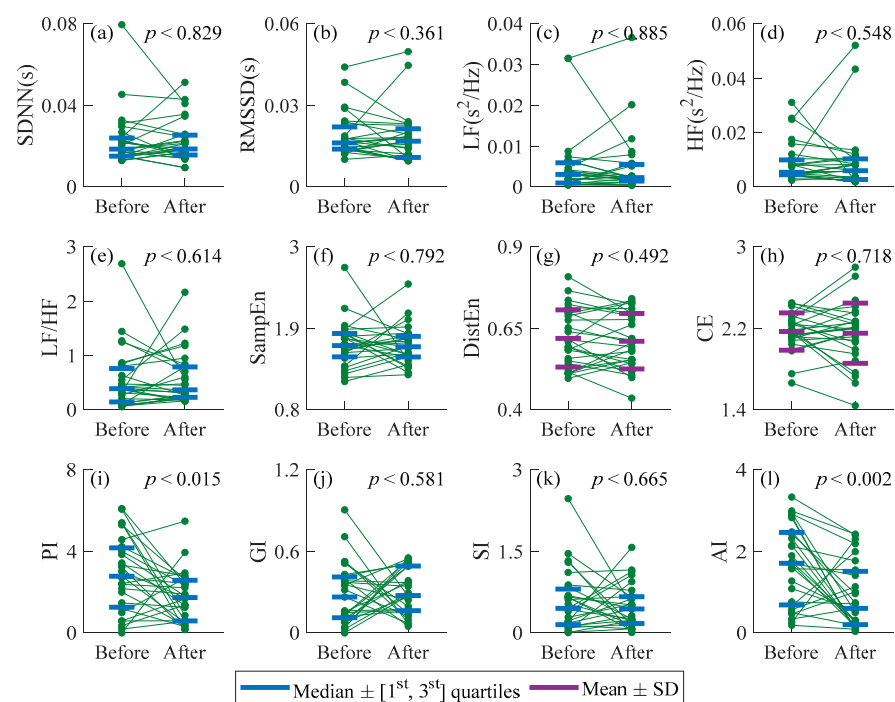 (a) p < 0.829
SDNN(s)
0.08
0.04
0
Before After
(b) p < 0.361
RMSSD(s)
0.06
0.03
0
Before After
(c) p < 0.885
LF(s²/Hz)
0.04
0.03
0.02
0.01
0
Before After
(d) p < 0.548
HF(s²/Hz)
0.06
0.04
0.02
0
Before After
(e) p < 0.614
LF/HF
3
2
1
0
Before After
(f) p < 0.792
SampEn
3
1.9
0.8
Before After
(g) p < 0.492
DistEn
0.9
0.65
0.4
Before After
(h) p < 0.718
CE
3
2.2
1.4
Before After
(i) p < 0.015
PI
8
4
0
Before After
(j) p < 0.581
GI
1.2
0.6
0
Before After
(k) p < 0.665
SI
3
1.5
0
Before After
(l) p < 0.002
AI
4
2
0
Before After
Median ± [1st, 3st] quartiles Mean ± SD